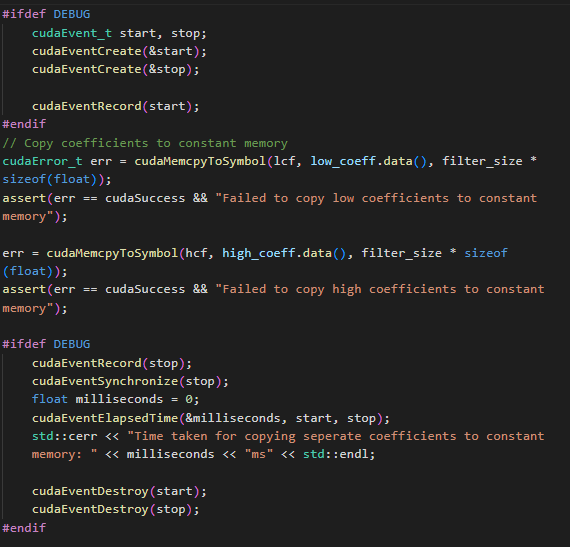 #ifdef DEBUG
    cudaEvent_t start, stop;
    cudaEventCreate(&start);
    cudaEventCreate(&stop);

    cudaEventRecord(start);
#endif
// Copy coefficients to constant memory
cudaError_t err = cudaMemcpyToSymbol(lcf, low_coeff.data(), filter_size *
sizeof(float));
assert(err == cudaSuccess && "Failed to copy low coefficients to constant
memory");

err = cudaMemcpyToSymbol(hcf, high_coeff.data(), filter_size * sizeof
(float));
assert(err == cudaSuccess && "Failed to copy high coefficients to constant
memory");

#ifdef DEBUG
    cudaEventRecord(stop);
    cudaEventSynchronize(stop);
    float milliseconds = 0;
    cudaEventElapsedTime(&milliseconds, start, stop);
    std::cerr << "Time taken for copying seperate coefficients to constant
    memory: " << milliseconds << "ms" << std::endl;

    cudaEventDestroy(start);
    cudaEventDestroy(stop);
#endif